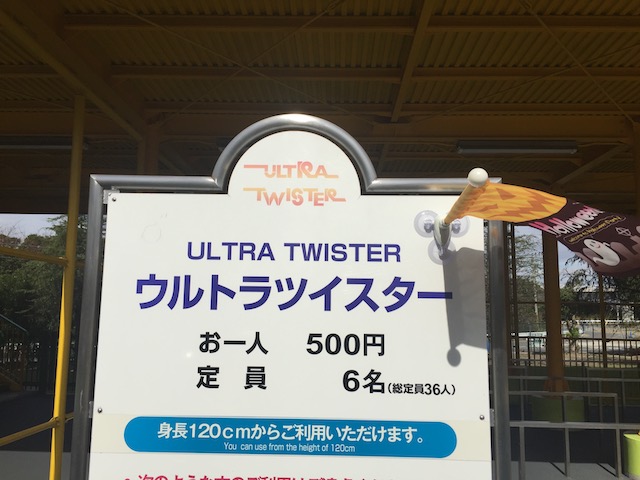 ULTRA
TWISTER
ULTRA TWISTER
ウルトラツイスター
お一人 500円
定員 6名(総定員36人)
身長120cmからご利用いただけます。
You can use from the height of 120cm
Halloween